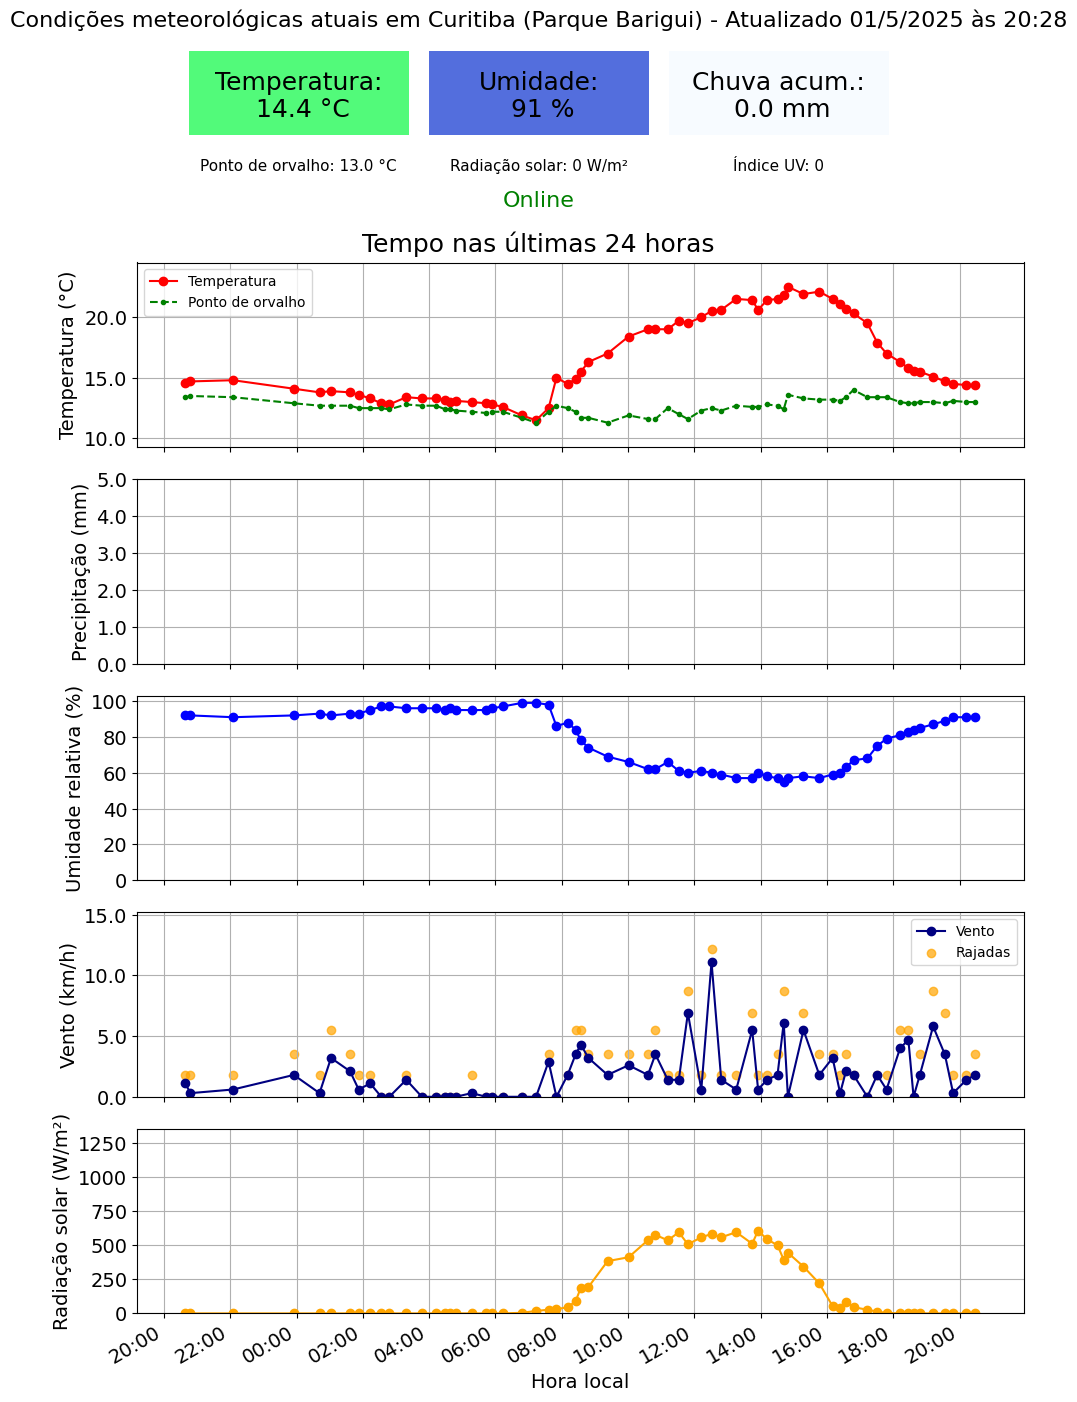 Condições meteorológicas atuais em Curitiba (Parque Barigui) - Atualizado 01/5/2025 às 20:28
Temperatura:
14.4 °C
Umidade:
91 %
Chuva acum.:
0.0 mm
Ponto de orvalho: 13.0 °C
Radiação solar: 0 W/m²
Índice UV: 0
Online
Tempo nas últimas 24 horas
Temperatura (°C)
20.0
15.0
10.0
Temperatura
Ponto de orvalho
Precipitação (mm)
5.0
4.0
3.0
2.0
1.0
0.0
Umidade relativa (%)
100
80
60
40
20
0
Vento (km/h)
15.0
10.0
5.0
0.0
Vento
Rajadas
Radiação solar (W/m²)
1250
1000
750
500
250
0
20:00
22:00
00:00
02:00
04:00
06:00
08:00
10:00
12:00
14:00
16:00
18:00
20:00
Hora local